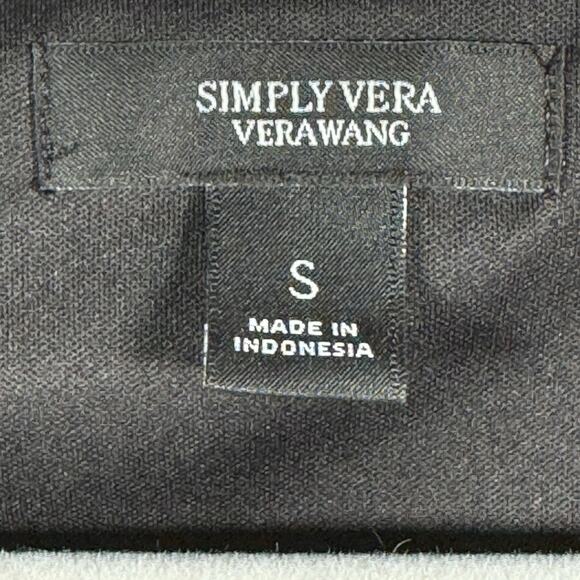 SIMPLY VERA
VERAWANG
S
MADE IN
INDONESIA